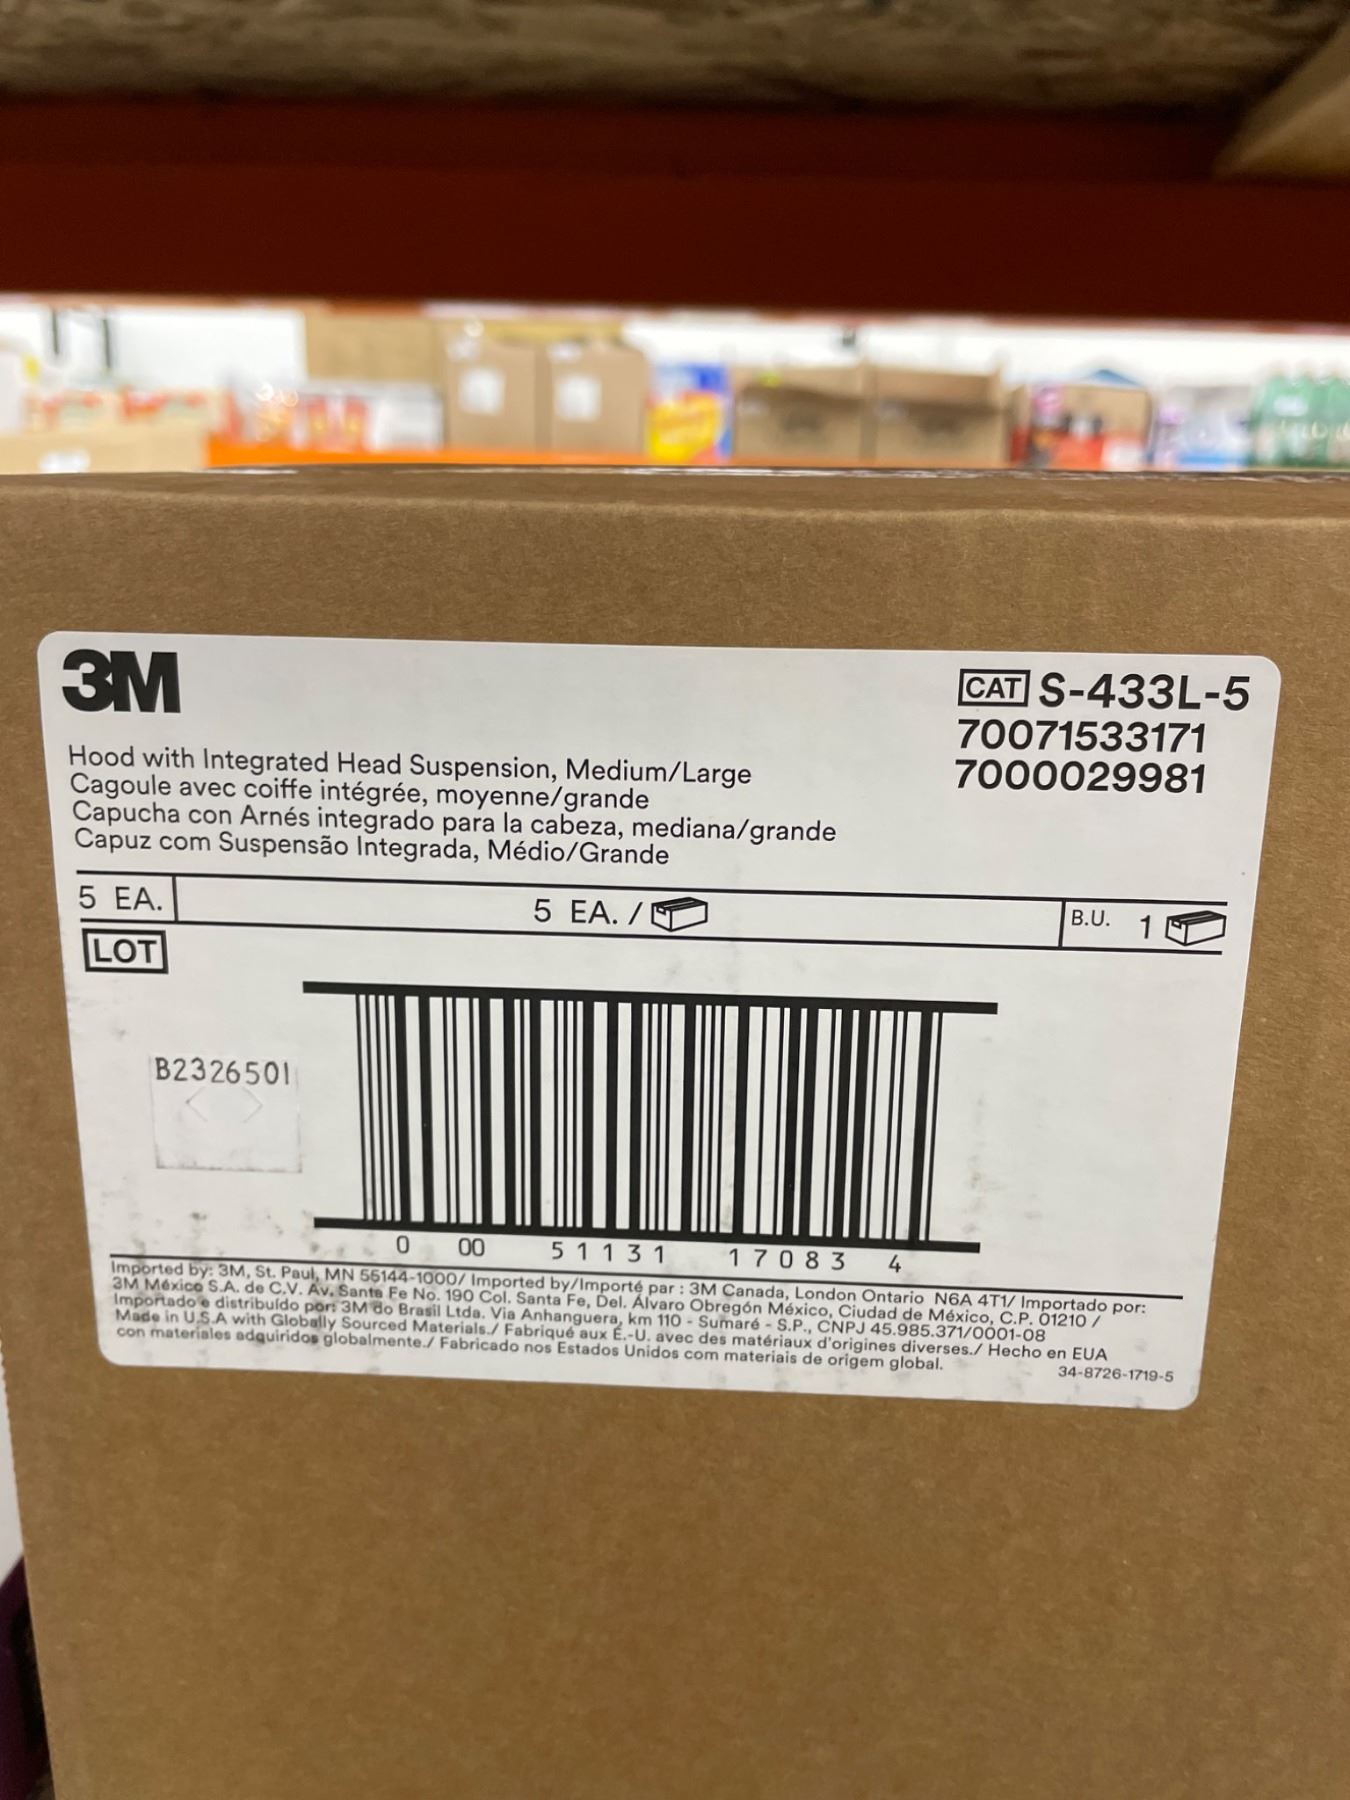 3M
CAT S-433L-5
70071533171
7000029981
Hood with Integrated Head Suspension, Medium/Large
Cagoule avec coiffe intégrée, moyenne/grande
Capucha con Arnés integrado para la cabeza, mediana/grande
Capuz com Suspensão Integrada, Médio/Grande
5 EA.
5 EA. /
B.U. 1
LOT
B2326501
0 00 51131 17083 4
Imported by: 3M, St. Paul, MN 55144-1000/ Imported by/Importé par : 3M Canada, London Ontario N6A 4T1/ Importado por:
3M México S.A. de C.V. Av. Santa Fe No. 190 Col. Santa Fe, Del. Álvaro Obregón México, Ciudad de México, C.P. 01210 /
Importado e distribuído por: 3M do Brasil Ltda. Via Anhanguera, km 110 - Sumaré - S.P., CNPJ 45.985.371/0001-08
Made in U.S.A with Globally Sourced Materials./ Fabriqué aux É.-U. avec des matériaux d'origines diverses./ Hecho en EUA
con materiales adquiridos globalmente./ Fabricado nos Estados Unidos com materiais de origem global.
34-8726-1719-5